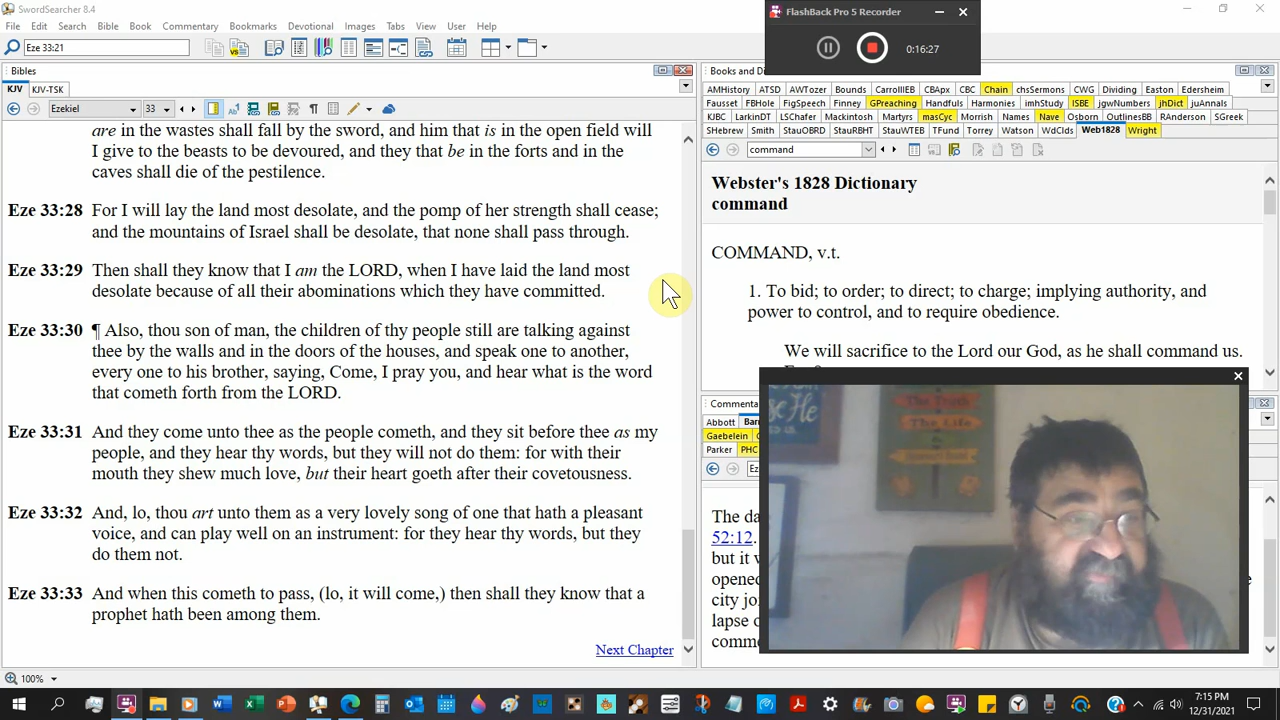 SwordSearcher 8.4
File Edit Search Bible Book Commentary Bookmarks Devotional Images Tabs View User Help
Eze 33:21
Bibles
KJV KJV-TSK
Ezekiel 33
are in the wastes shall fall by the sword, and him that is in the open field will
I give to the beasts to be devoured, and they that be in the forts and in the
caves shall die of the pestilence.
Eze 33:28 For I will lay the land most desolate, and the pomp of her strength shall cease;
and the mountains of Israel shall be desolate, that none shall pass through.
Eze 33:29 Then shall they know that I am the LORD, when I have laid the land most
desolate because of all their abominations which they have committed.
Eze 33:30 ¶ Also, thou son of man, the children of thy people still are talking against
thee by the walls and in the doors of the houses, and speak one to another,
every one to his brother, saying, Come, I pray you, and hear what is the word
that cometh forth from the LORD.
Eze 33:31 And they come unto thee as the people cometh, and they sit before thee as my
people, and they hear thy words, but they will not do them: for with their
mouth they shew much love, but their heart goeth after their covetousness.
Eze 33:32 And, lo, thou art unto them as a very lovely song of one that hath a pleasant
voice, and can play well on an instrument: for they hear thy words, but they
do them not.
Eze 33:33 And when this cometh to pass, (lo, it will come,) then shall they know that a
prophet hath been among them.
Next Chapter
100%
FlashBack Pro 5 Recorder
0:16:27
Books and Di
AMHistory ATSD AWTozer Bounds CarrollEB CBApx CBC Chain chsSermons CWG Dividing Easton Edersheim
Fausset FBHole FigSpeech Finney GPreaching Handfuls Harmonies imhStudy ISBE jgwNumbers jhDict juAnnals
KJBC LarkinDT LSChafer Mackintosh Martyrs masCyc Morrish Names Nave Osborn OutlinesBB RAnderson SGreek
SHebrew Smith StauOBRD StauRBHT StauWTEB TFund Torrey Watson WdClds Web1828 Wright
command
Webster's 1828 Dictionary
command
COMMAND, v.t.
1. To bid; to order; to direct; to charge; implying authority, and
power to control, and to require obedience.
We will sacrifice to the Lord our God, as he shall command us.
Commenta
Abbott Bar
Gaebelein
Parker PHC
Ez
The da
52:12.
but it v
opened
city jo
lapse o
comme
The Truth
The Life
He
7:15 PM
12/31/2021